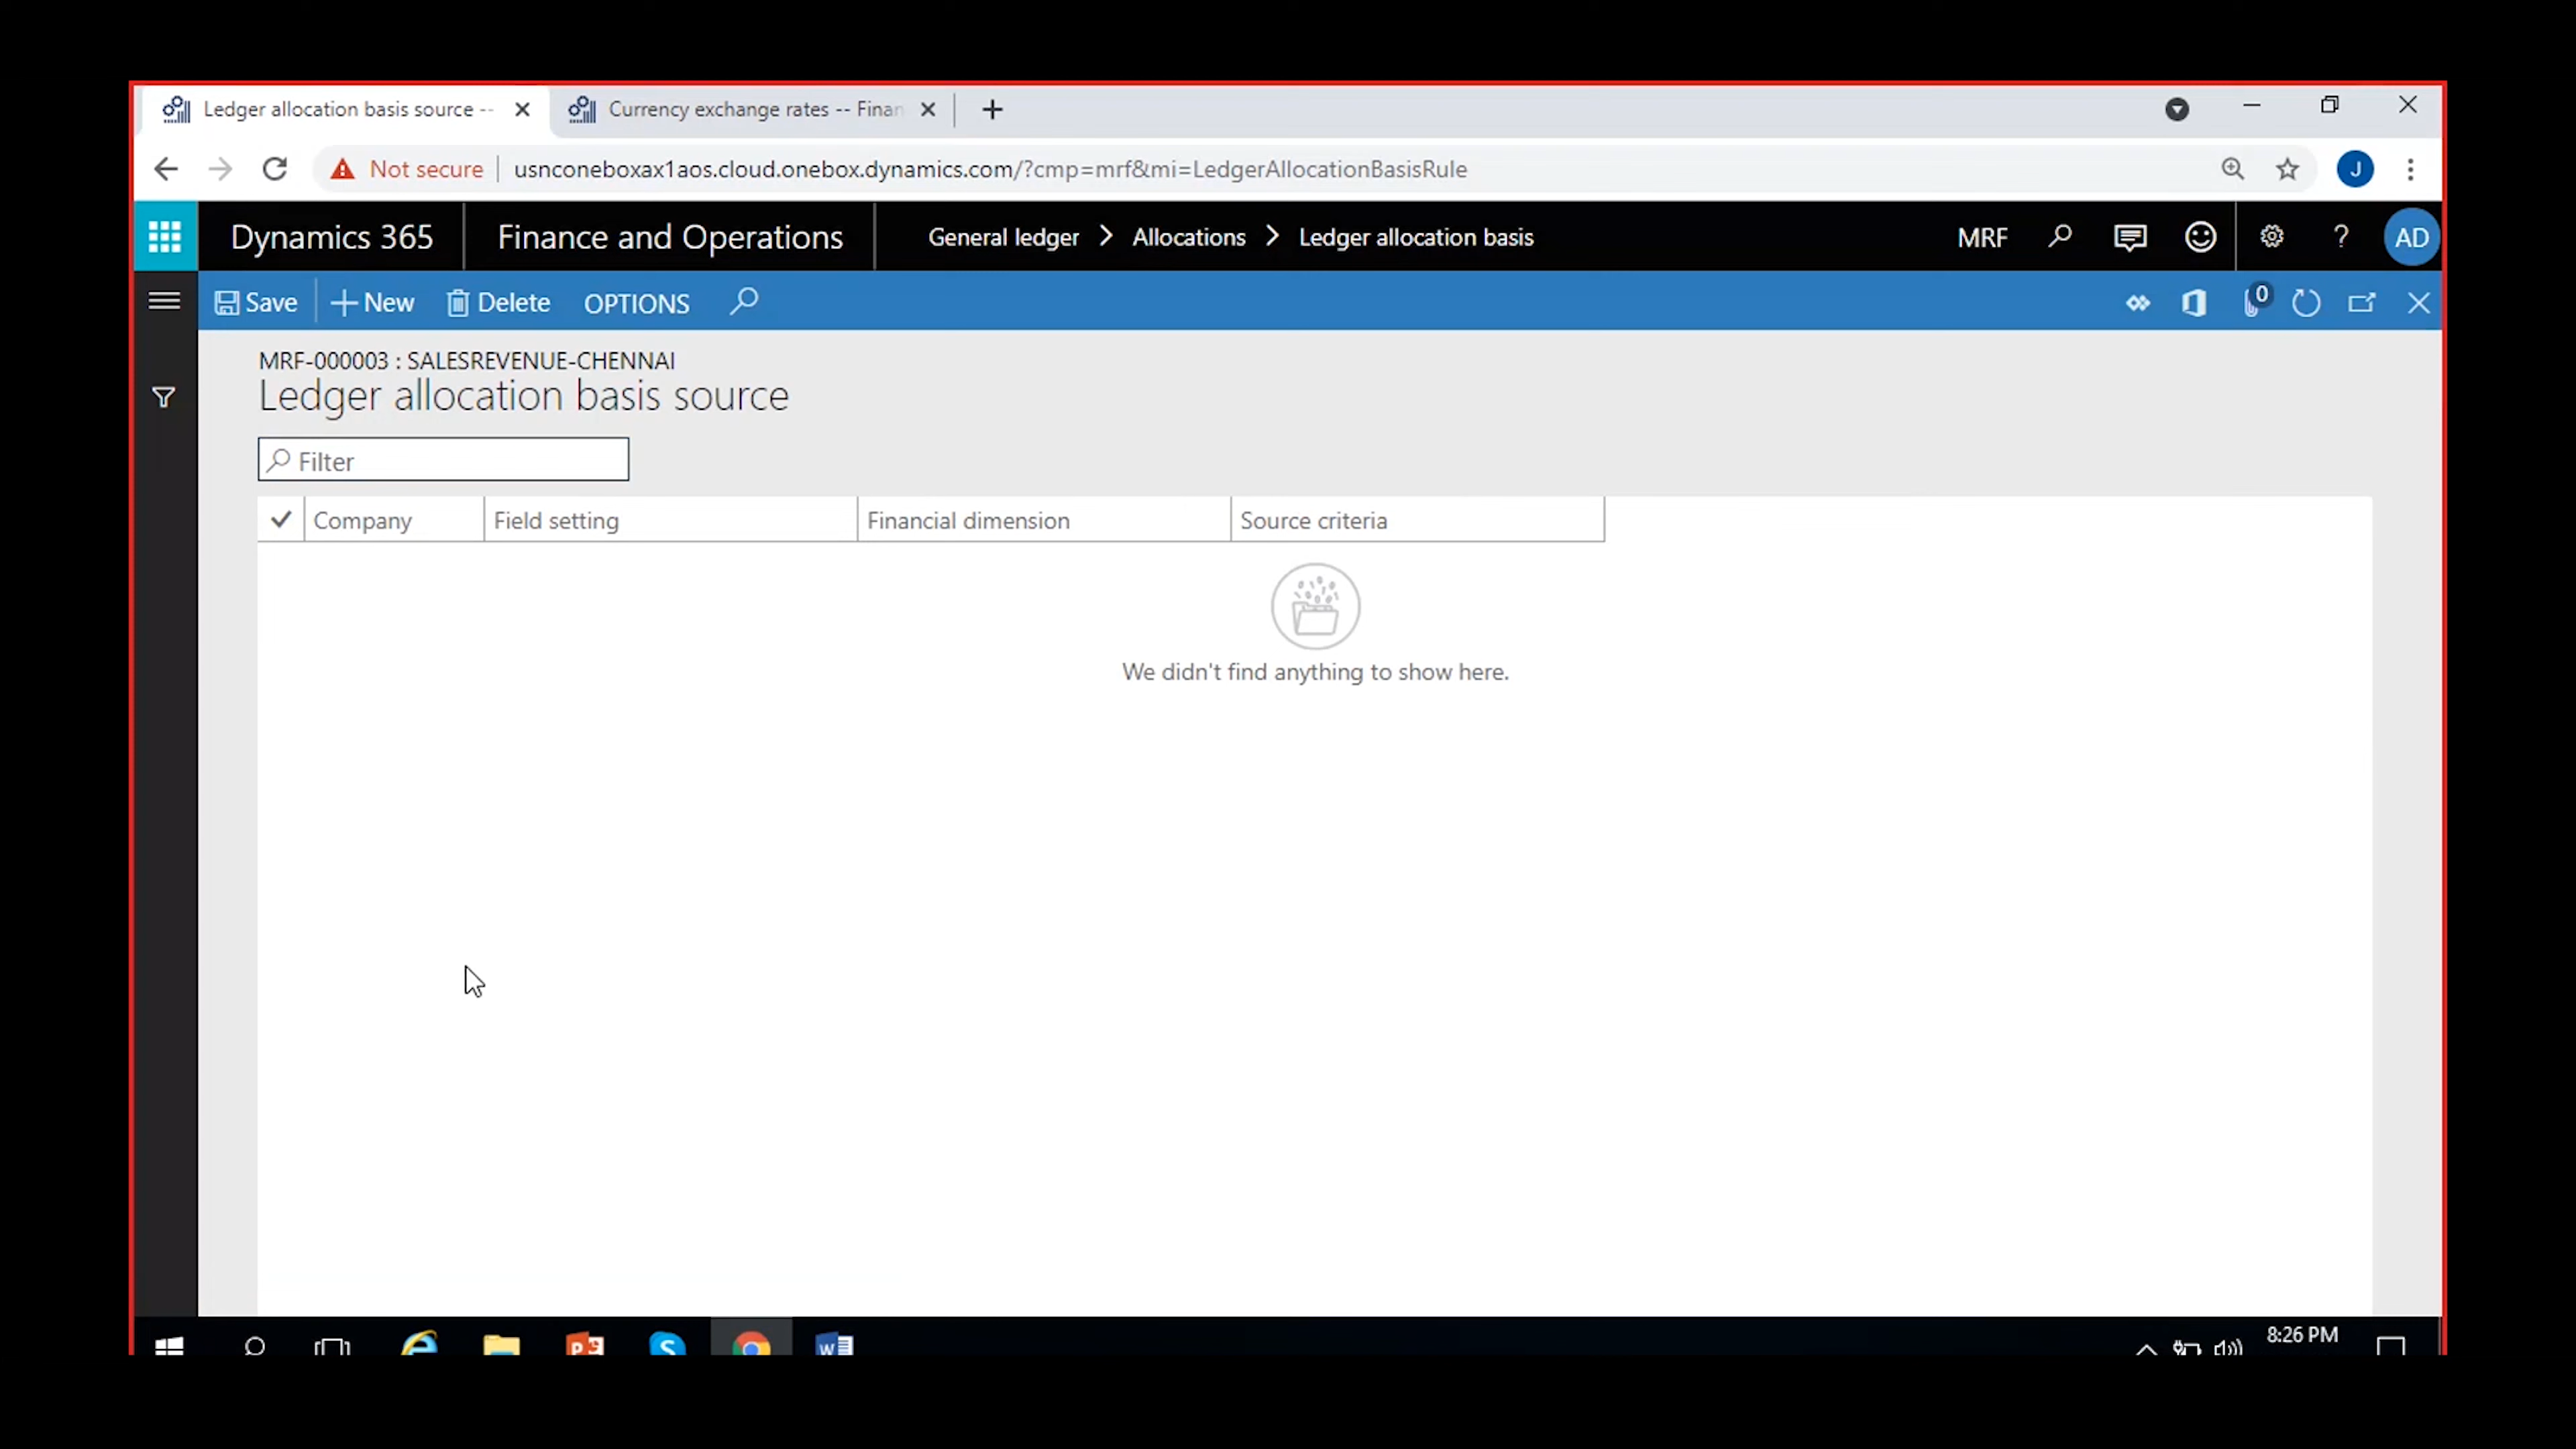 Ledger allocation basis source --
Currency exchange rates -- Finan
Not secure usnconeboxax1aos.cloud.onebox.dynamics.com/?cmp=mrf&mi=LedgerAllocationBasisRule J
Dynamics 365 Finance and Operations General ledger > Allocations > Ledger allocation basis MRF ? AD
Save + New Delete OPTIONS 0
MRF-000003 : SALESREVENUE-CHENNAI
Ledger allocation basis source
Filter
Company Field setting Financial dimension Source criteria
We didn't find anything to show here.
8:26 PM